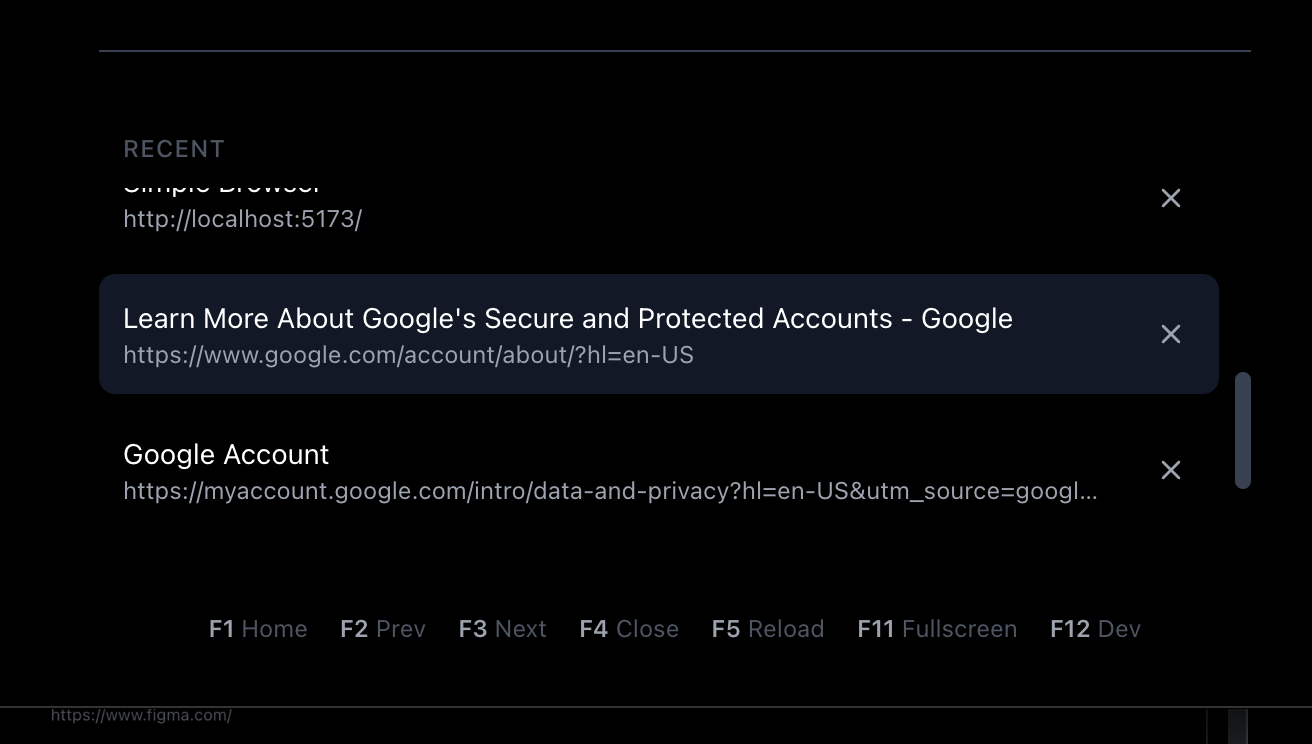 RECENT
Simple Browser
http://localhost:5173/
Learn More About Google's Secure and Protected Accounts - Google
https://www.google.com/account/about/?hl=en-US
Google Account
https://myaccount.google.com/intro/data-and-privacy?hl=en-US&utm_source=googl...
F1 Home F2 Prev F3 Next F4 Close F5 Reload F11 Fullscreen F12 Dev
https://www.figma.com/